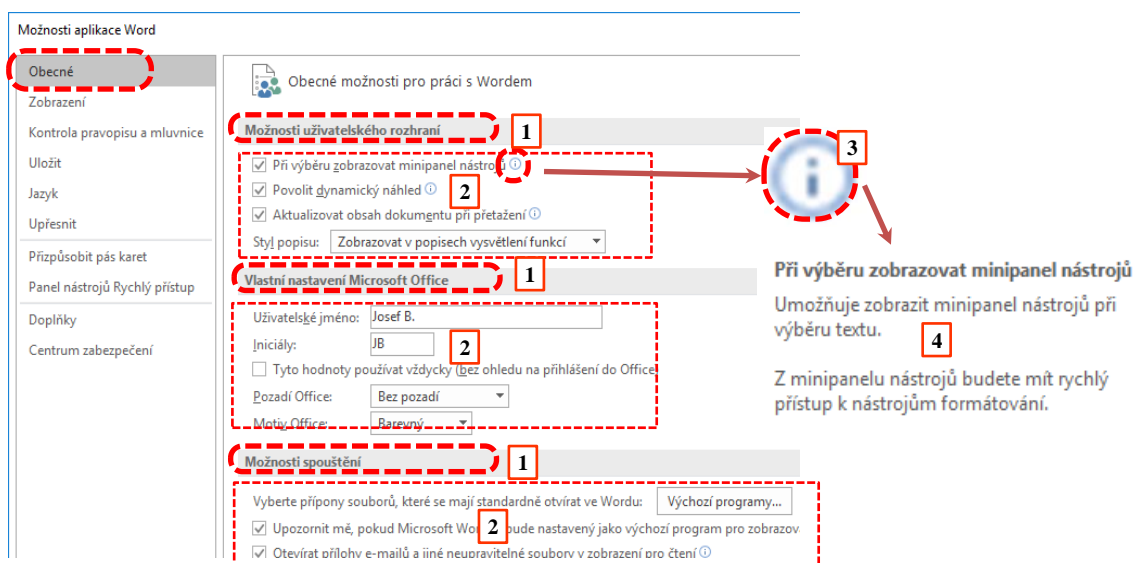 Možnosti aplikace Word
Obecné
Zobrazení
Kontrola pravopisu a mluvnice
Uložit
Jazyk
Upřesnit
Přizpůsobit pás karet
Panel nástrojů Rychlý přístup
Doplňky
Centrum zabezpečení
Obecné možnosti pro práci s Wordem
Možnosti uživatelského rozhraní
1
Při výběru zobrazovat minipanel nástrojů
Povolit dynamický náhled
2
Aktualizovat obsah dokumentu při přetažení
Styl popisu: Zobrazovat v popisech vysvětlení funkcí
Vlastní nastavení Microsoft Office
1
Uživatelské jméno: Josef B.
Iniciály: JB
2
Tyto hodnoty používat vždycky (bez ohledu na přihlášení do Office
Pozadí Office: Bez pozadí
Motiv Office: Barevný
Možnosti spouštění
1
Vyberte přípony souborů, které se mají standardně otvírat ve Wordu: Výchozí programy...
Upozornit mě, pokud Microsoft Wor 2 bude nastavený jako výchozí program pro zobrazov
Otevírat přílohy e-mailů a jiné neupravitelné soubory v zobrazení pro čtení
3
Při výběru zobrazovat minipanel nástrojů
Umožňuje zobrazit minipanel nástrojů při
výběru textu.
4
Z minipanelu nástrojů budete mít rychlý
přístup k nástrojům formátování.